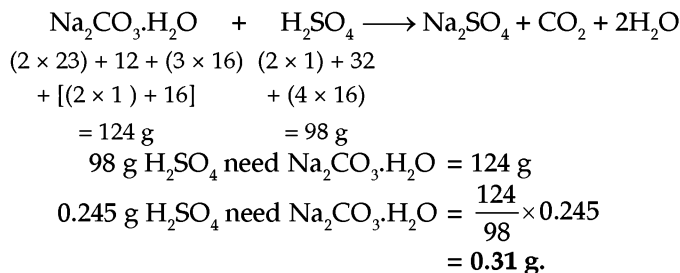 Na₂CO₃.H₂O + H₂SO₄ ⟶ Na₂SO₄ + CO₂ + 2H₂O
(2 × 23) + 12 + (3 × 16) (2 × 1) + 32
+ [(2 × 1 ) + 16] + (4 × 16)
= 124 g = 98 g
98 g H₂SO₄ need Na₂CO₃.H₂O = 124 g
0.245 g H₂SO₄ need Na₂CO₃.H₂O = 124/98 × 0.245
= 0.31 g.